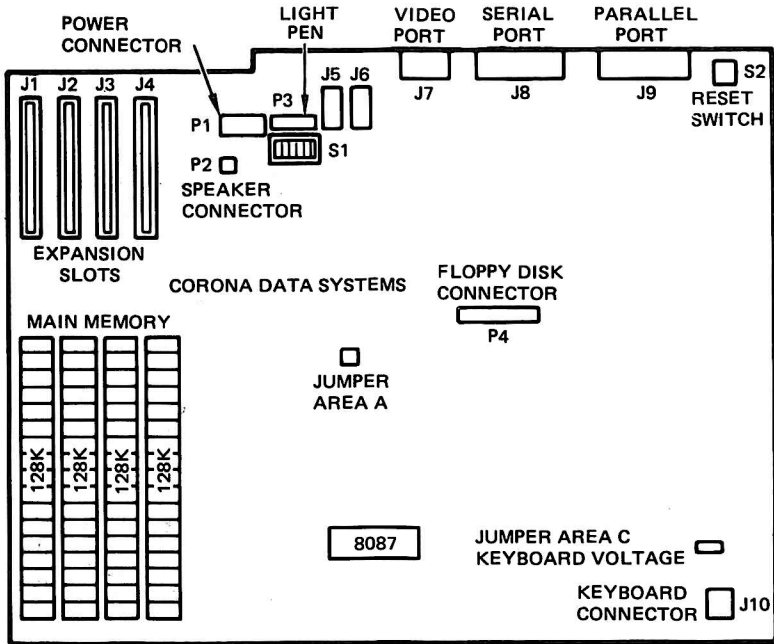 POWER
CONNECTOR
LIGHT
PEN
VIDEO
PORT
SERIAL
PORT
PARALLEL
PORT
J1
J2
J3
J4
P1
P3
J5
J6
J7
J8
J9
S2
RESET
SWITCH
S1
P2
SPEAKER
CONNECTOR
EXPANSION
SLOTS
CORONA DATA SYSTEMS
FLOPPY DISK
CONNECTOR
P4
MAIN MEMORY
JUMPER
AREA A
128K
128K
128K
128K
8087
JUMPER AREA C
KEYBOARD VOLTAGE
KEYBOARD
CONNECTOR
J10